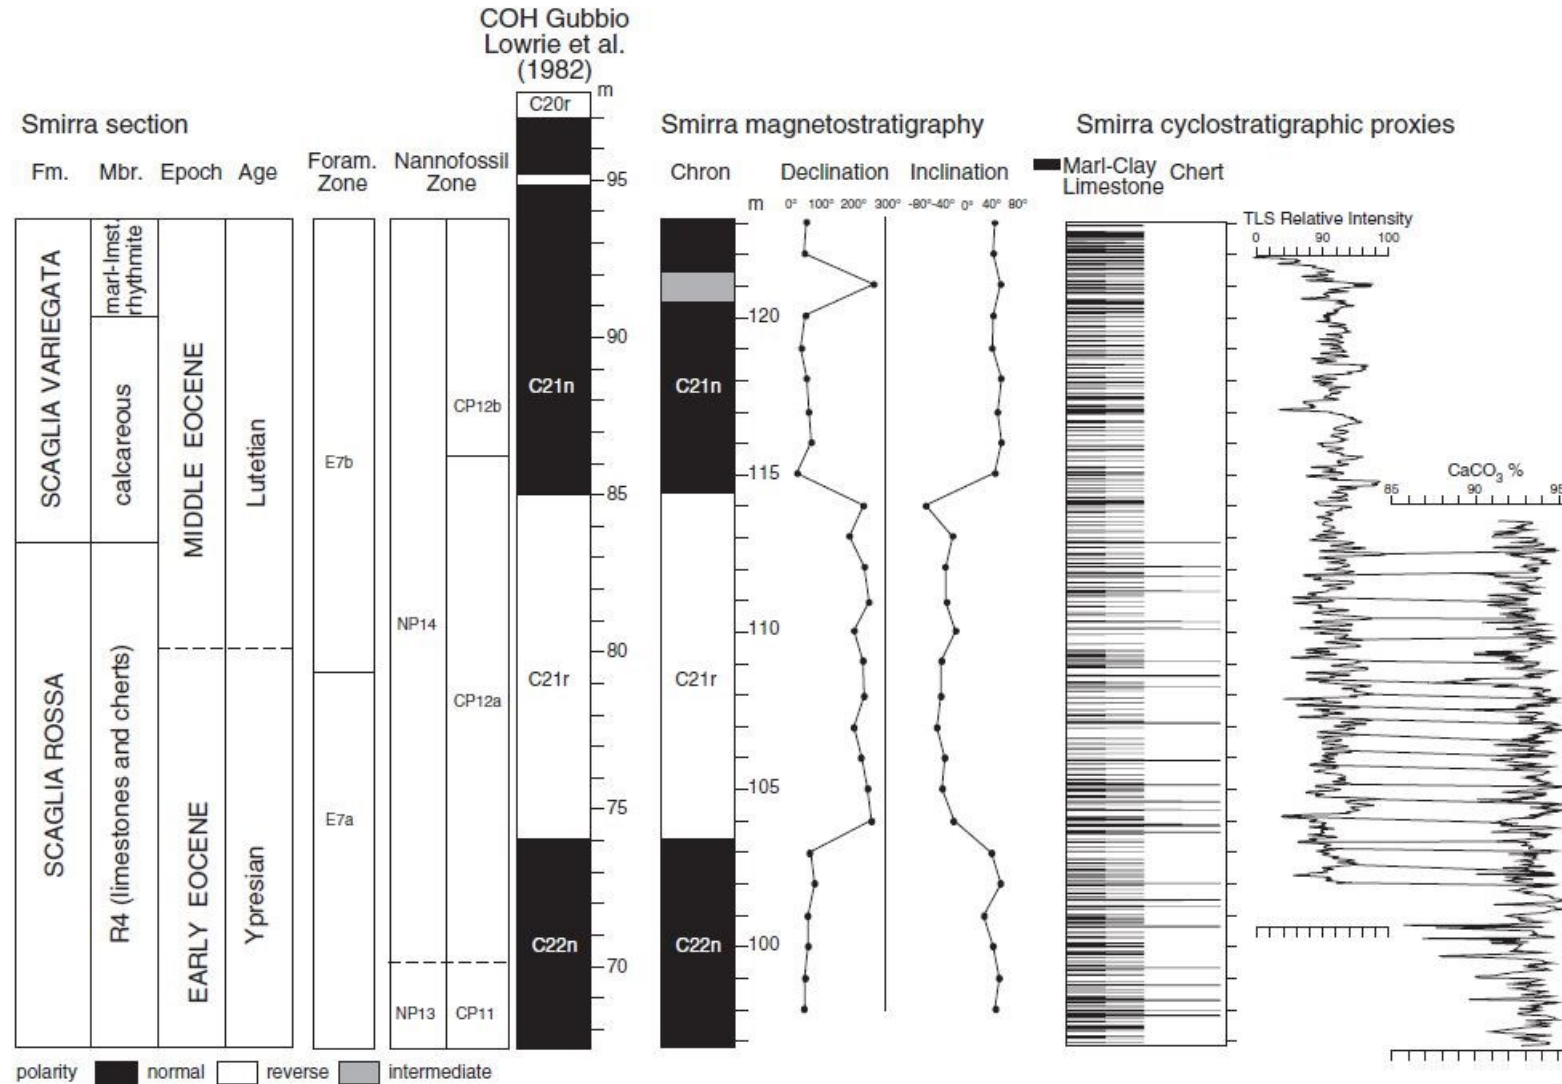 COH Gubbio
Lowrie et al.
(1982)
m
C20r
Smirra section
Smirra magnetostratigraphy
Smirra cyclostratigraphic proxies
Fm.
Mbr.
Epoch
Age
Foram.
Zone
Nannofossil
Zone
Chron
Declination
Inclination
Marl-Clay
Limestone
Chert
m
0°
100°
200°
300°
-80°
-40°
0°
40°
80°
TLS Relative Intensity
0
90
100
SCAGLIA VARIEGATA
SCAGLIA ROSSA
marl-lmst.
rhythmite
calcareous
R4 (limestones and cherts)
MIDDLE EOCENE
EARLY EOCENE
Lutetian
Ypresian
E7b
E7a
NP14
NP13
CP12b
CP12a
CP11
C21n
C21r
C22n
95
90
85
80
75
70
C21n
C21r
C22n
120
115
110
105
100
CaCO3 %
85
90
95
polarity
normal
reverse
intermediate